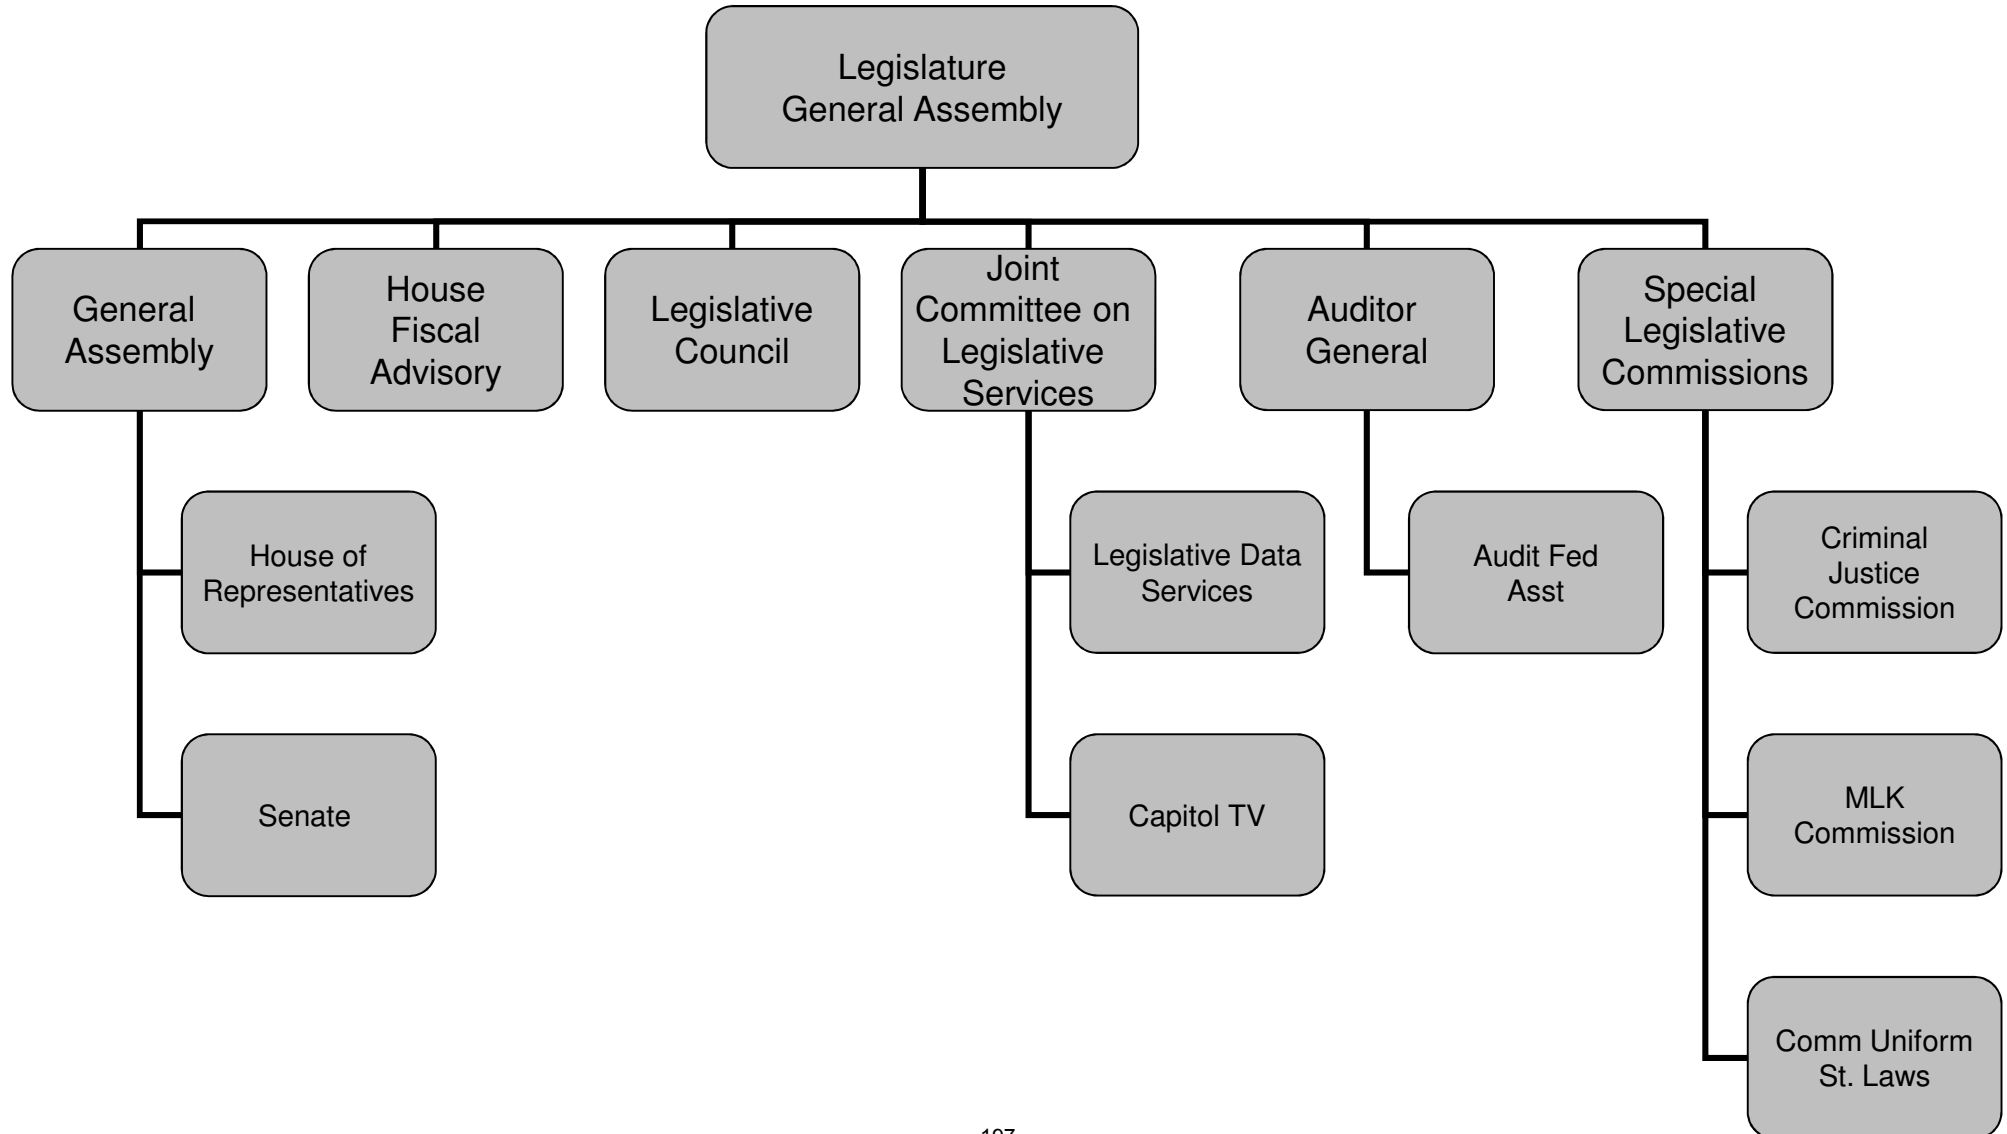 Legislature
General Assembly
General
Assembly
House
Fiscal
Advisory
Legislative
Council
Joint
Committee on
Legislative
Services
Auditor
General
Special
Legislative
Commissions
House of
Representatives
Legislative Data
Services
Audit Fed
Asst
Criminal
Justice
Commission
Senate
Capitol TV
MLK
Commission
Comm Uniform
St. Laws